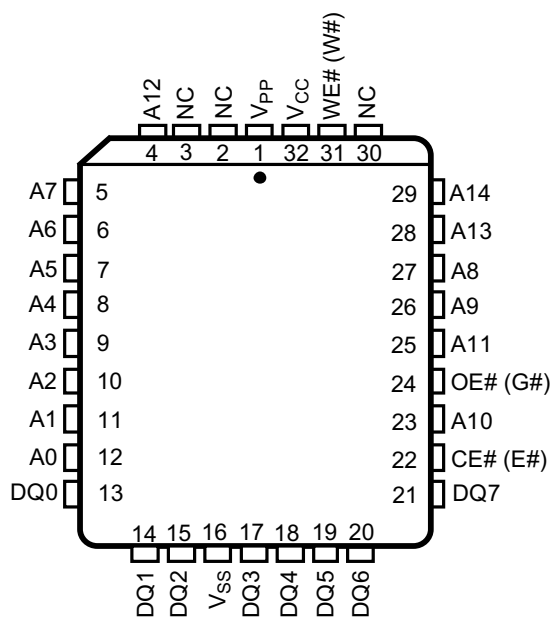 A12 NC NC VPP VCC WE# (W#) NC
4 3 2 1 32 31 30
A7 5 29 A14
A6 6 28 A13
A5 7 27 A8
A4 8 26 A9
A3 9 25 A11
A2 10 24 OE# (G#)
A1 11 23 A10
A0 12 22 CE# (E#)
DQ0 13 21 DQ7
14 15 16 17 18 19 20
DQ1 DQ2 VSS DQ3 DQ4 DQ5 DQ6